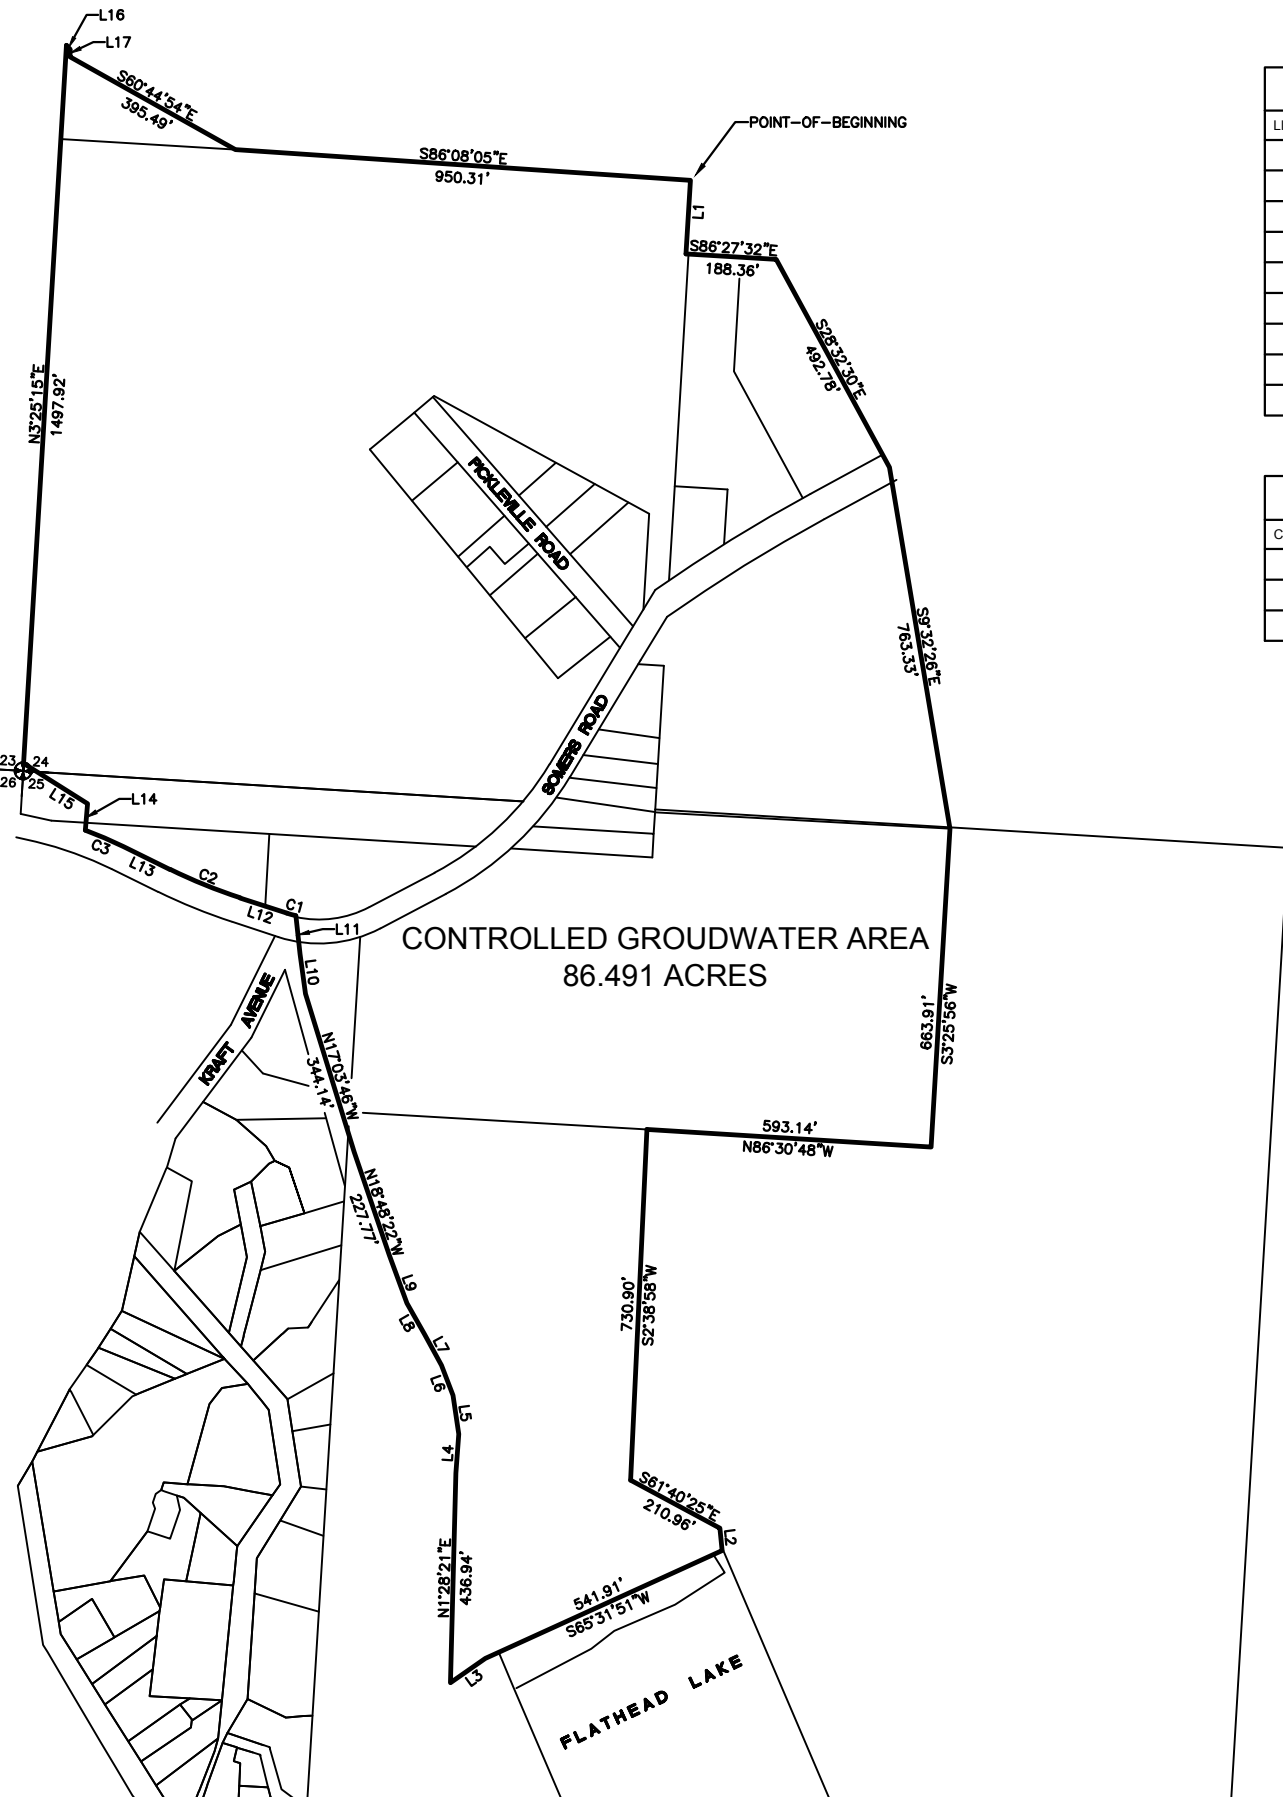 L16
L17
S60°44'54"E
395.49'
POINT-OF-BEGINNING
S86°08'05"E
950.31'
L1
S86°27'32"E
188.36'
S28°32'30"E
492.78'
N3°25'15"E
1497.92'
PICKLEVILLE ROAD
S9°32'26"E
763.33'
SOMERS ROAD
23
24
26
25
L15
L14
C3
L13
C2
L12
C1
L11
L10
CONTROLLED GROUDWATER AREA
86.491 ACRES
KRAFT AVENUE
N17°03'46"W
344.14'
663.91'
S3°25'56"W
593.14'
N86°30'48"W
N18°48'22"W
227.77'
730.90'
S2°38'58"W
L9
L8
L7
L6
L5
L4
S61°40'25"E
210.96'
L2
N1°28'21"E
436.94'
541.91'
S65°31'51"W
L3
FLATHEAD LAKE